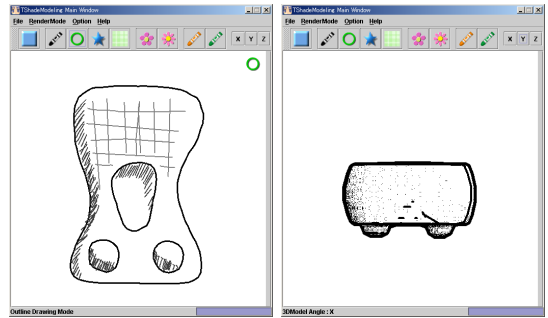 TShadeModeling Main Window
File RenderMode Option Help
X Y Z
Outline Drawing Mode
TShadeModeling Main Window
File RenderMode Option Help
X Y Z
3DModel Angle : X